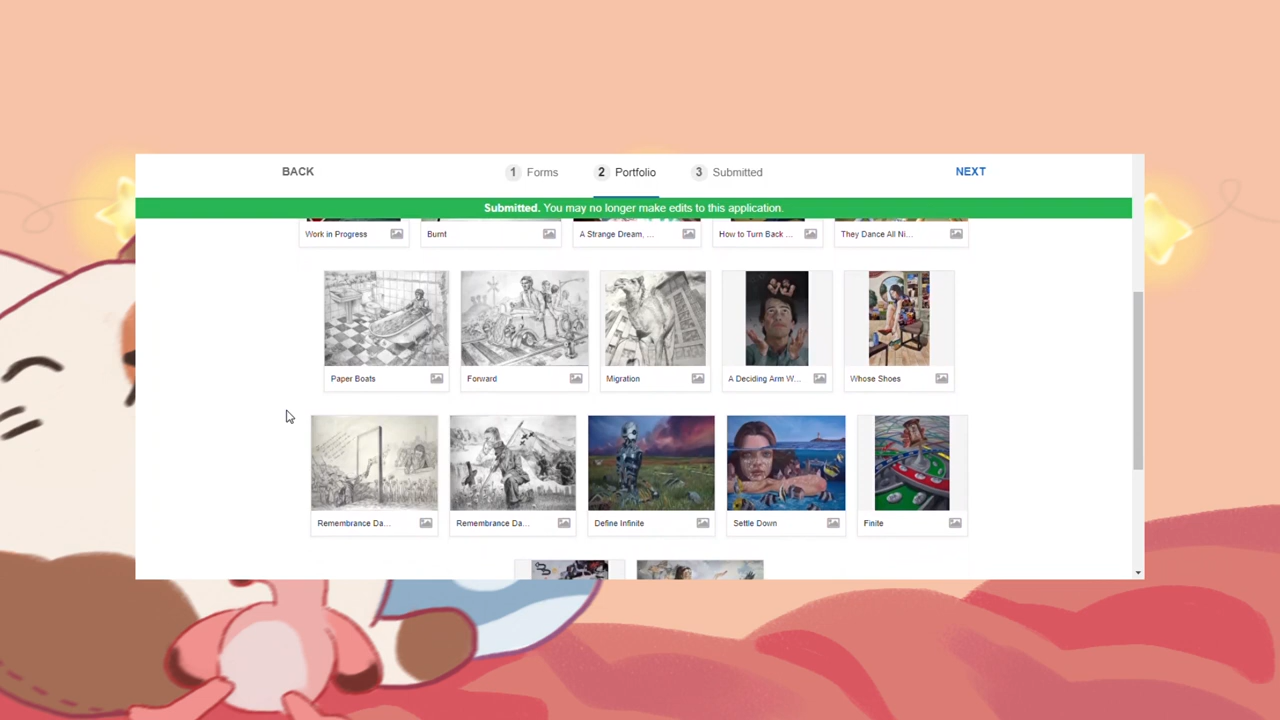 BACK
1 Forms
2 Portfolio
3 Submitted
NEXT
Submitted. You may no longer make edits to this application.
Work in Progress
Burnt
A Strange Dream, ...
How to Turn Back ...
They Dance All Ni...
Paper Boats
Forward
Migration
A Deciding Arm W...
Whose Shoes
Remembrance Da...
Remembrance Da...
Define Infinite
Settle Down
Finite